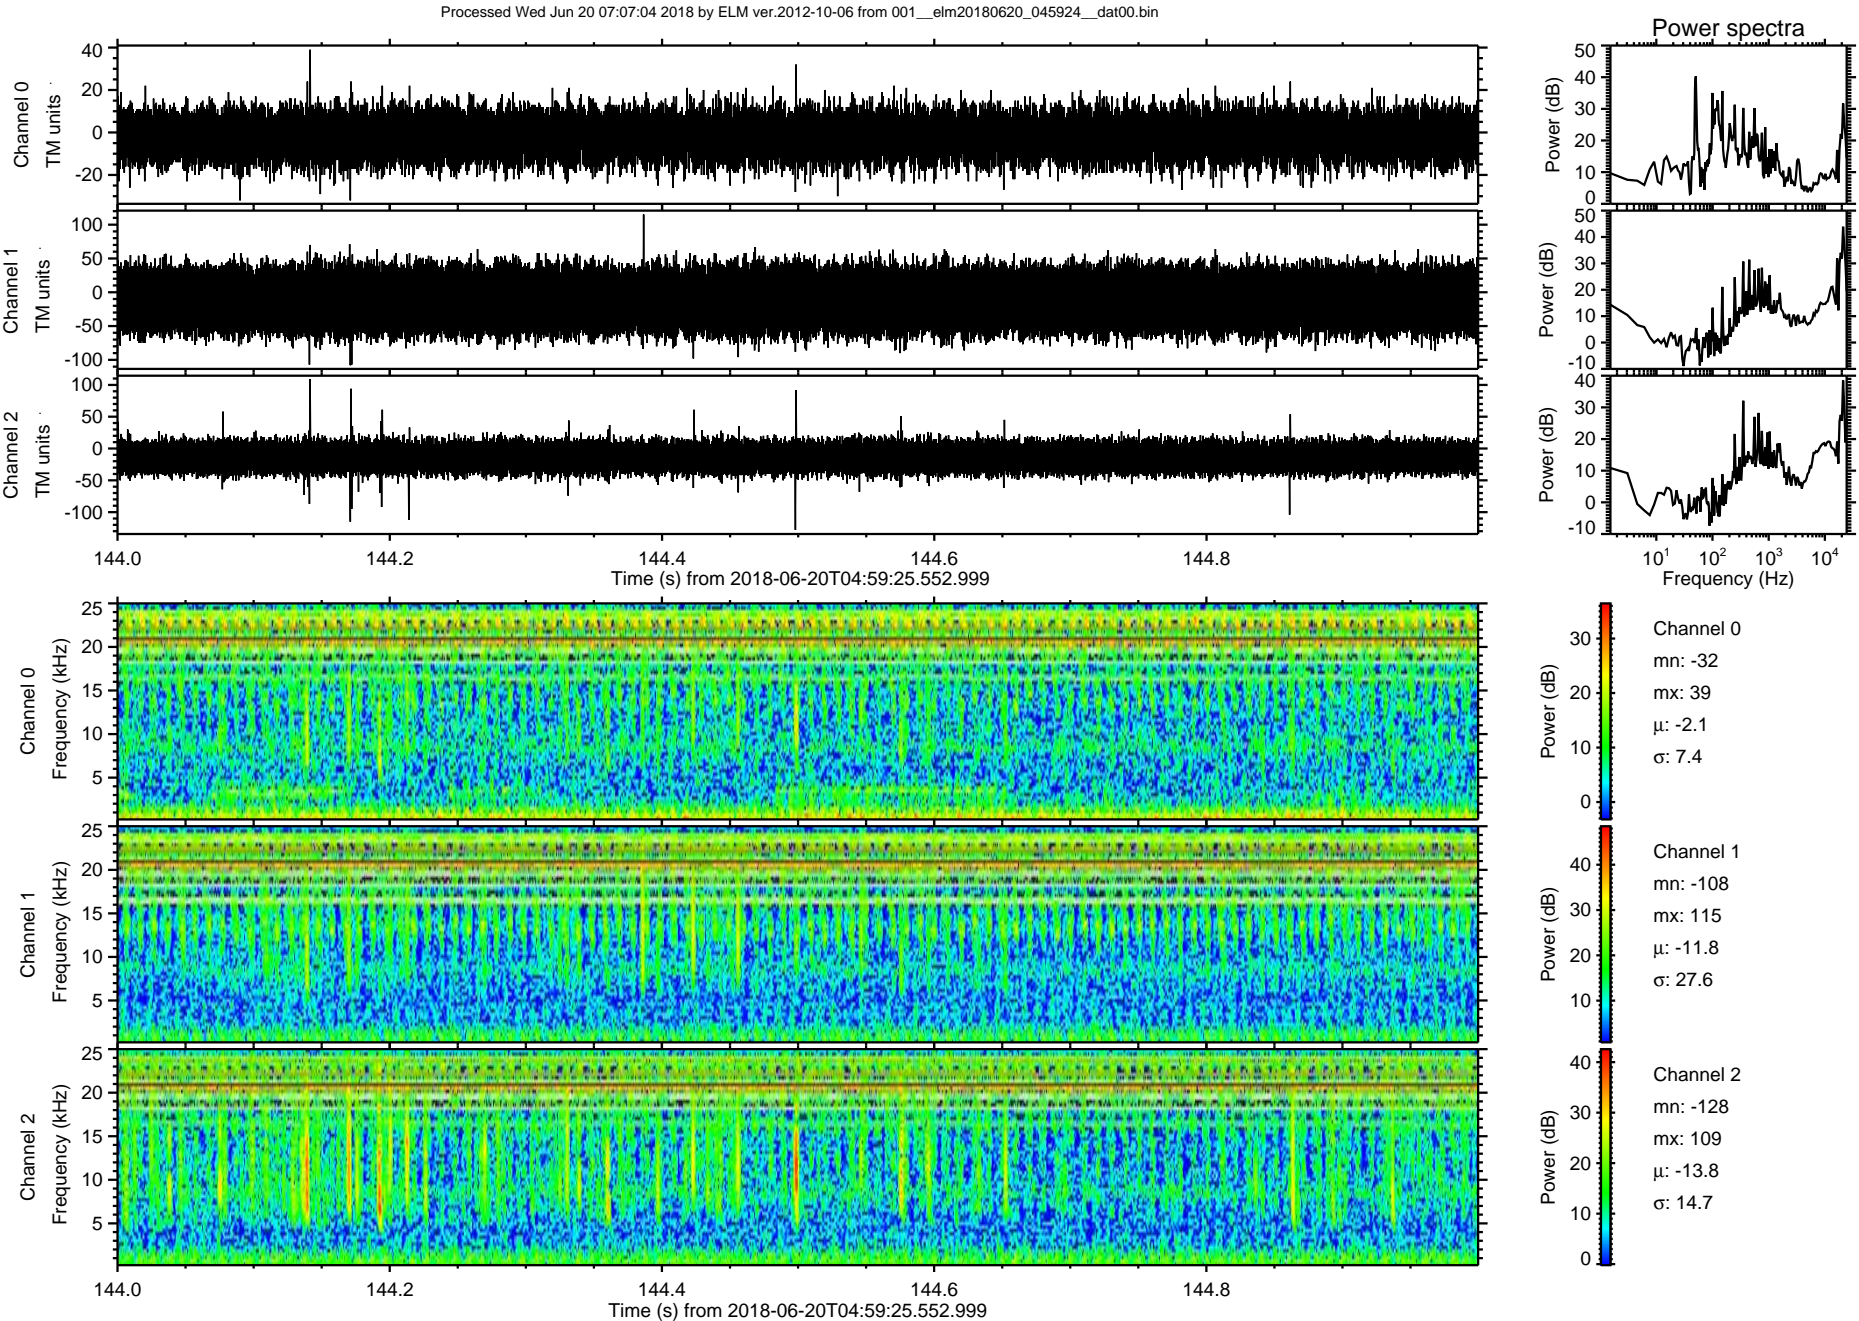 Processed Wed Jun 20 07:07:04 2018 by ELM ver.2012-10-06 from 001__elm20180620_045924__dat00.bin
Power spectra
Channel 0
TM units
40
20
0
-20
Power (dB)
50
40
30
20
10
0
Channel 1
TM units
100
50
0
-50
-100
Power (dB)
50
40
30
20
10
0
-10
Channel 2
TM units
100
50
0
-50
-100
Power (dB)
40
30
20
10
0
-10
144.0 144.2 144.4 144.6 144.8
Time (s) from 2018-06-20T04:59:25.552.999
10^1 10^2 10^3 10^4
Frequency (Hz)
Channel 0
Frequency (kHz)
25
20
15
10
5
Power (dB)
30
20
10
0
Channel 0
mn: -32
mx: 39
μ: -2.1
σ: 7.4
Channel 1
Frequency (kHz)
25
20
15
10
5
Power (dB)
40
30
20
10
Channel 1
mn: -108
mx: 115
μ: -11.8
σ: 27.6
Channel 2
Frequency (kHz)
25
20
15
10
5
Power (dB)
40
30
20
10
0
Channel 2
mn: -128
mx: 109
μ: -13.8
σ: 14.7
144.0 144.2 144.4 144.6 144.8
Time (s) from 2018-06-20T04:59:25.552.999